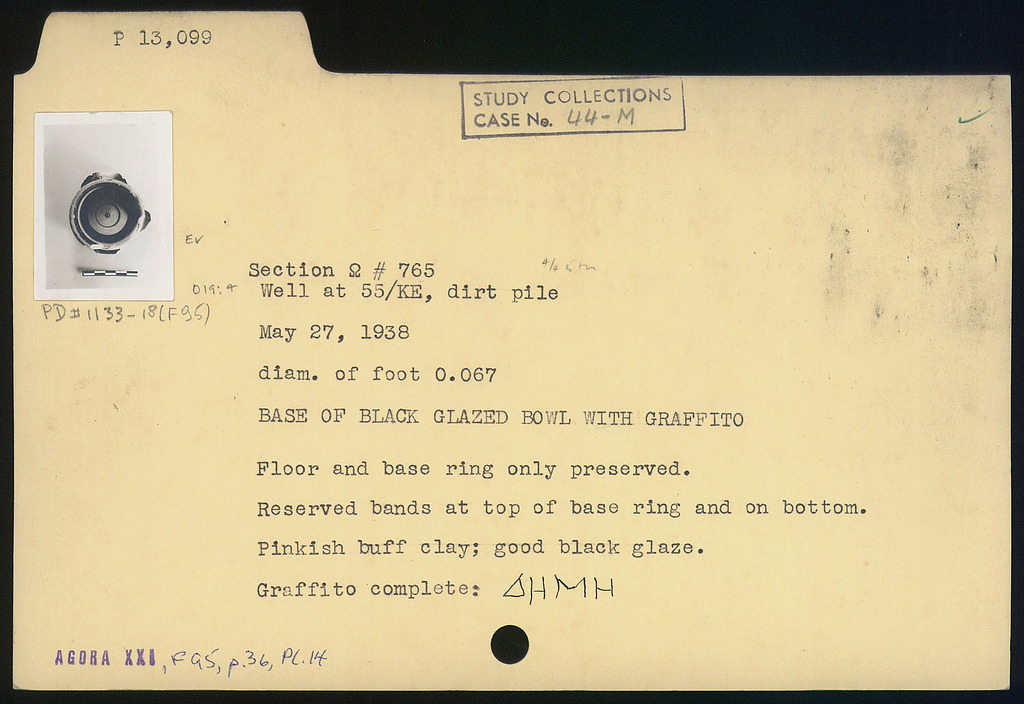 P 13,099
STUDY COLLECTIONS
CASE No. 44-M
EV
Section Ω # 765
Well at 55/KE, dirt pile
PD# 1133-18(F95)
May 27, 1938
diam. of foot 0.067
BASE OF BLACK GLAZED BOWL WITH GRAFFITO
Floor and base ring only preserved.
Reserved bands at top of base ring and on bottom.
Pinkish buff clay; good black glaze.
Graffito complete: ΔHMH
AGORA XXI, F 95, p.36, Pl.14